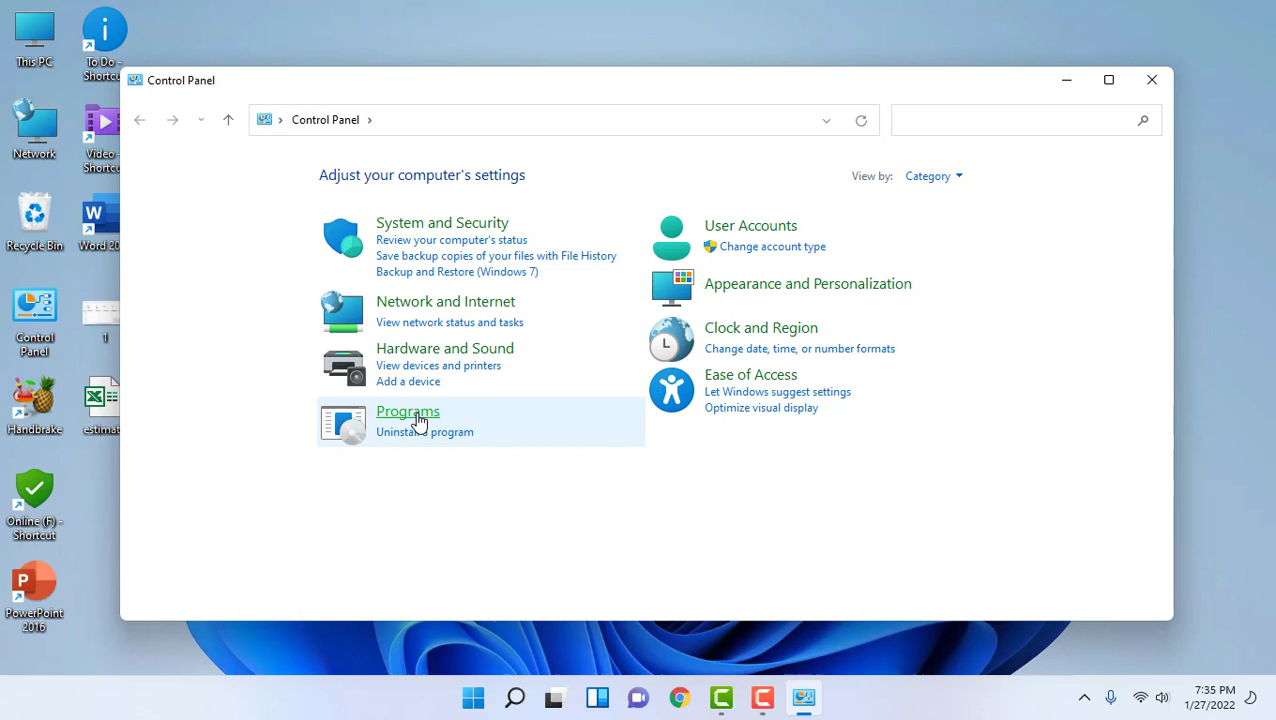 This PC
To Do -
Shortcu
Network
Video -
Shortcu
Recycle Bin
Word 20
Control
Panel
1
Handbrake
estimat
Online (F) -
Shortcut
PowerPoint
2016
Control Panel
Control Panel
Adjust your computer's settings
View by:
Category
System and Security
Review your computer's status
Save backup copies of your files with File History
Backup and Restore (Windows 7)
Network and Internet
View network status and tasks
Hardware and Sound
View devices and printers
Add a device
Programs
Uninstall a program
User Accounts
Change account type
Appearance and Personalization
Clock and Region
Change date, time, or number formats
Ease of Access
Let Windows suggest settings
Optimize visual display
7:35 PM
1/27/2022